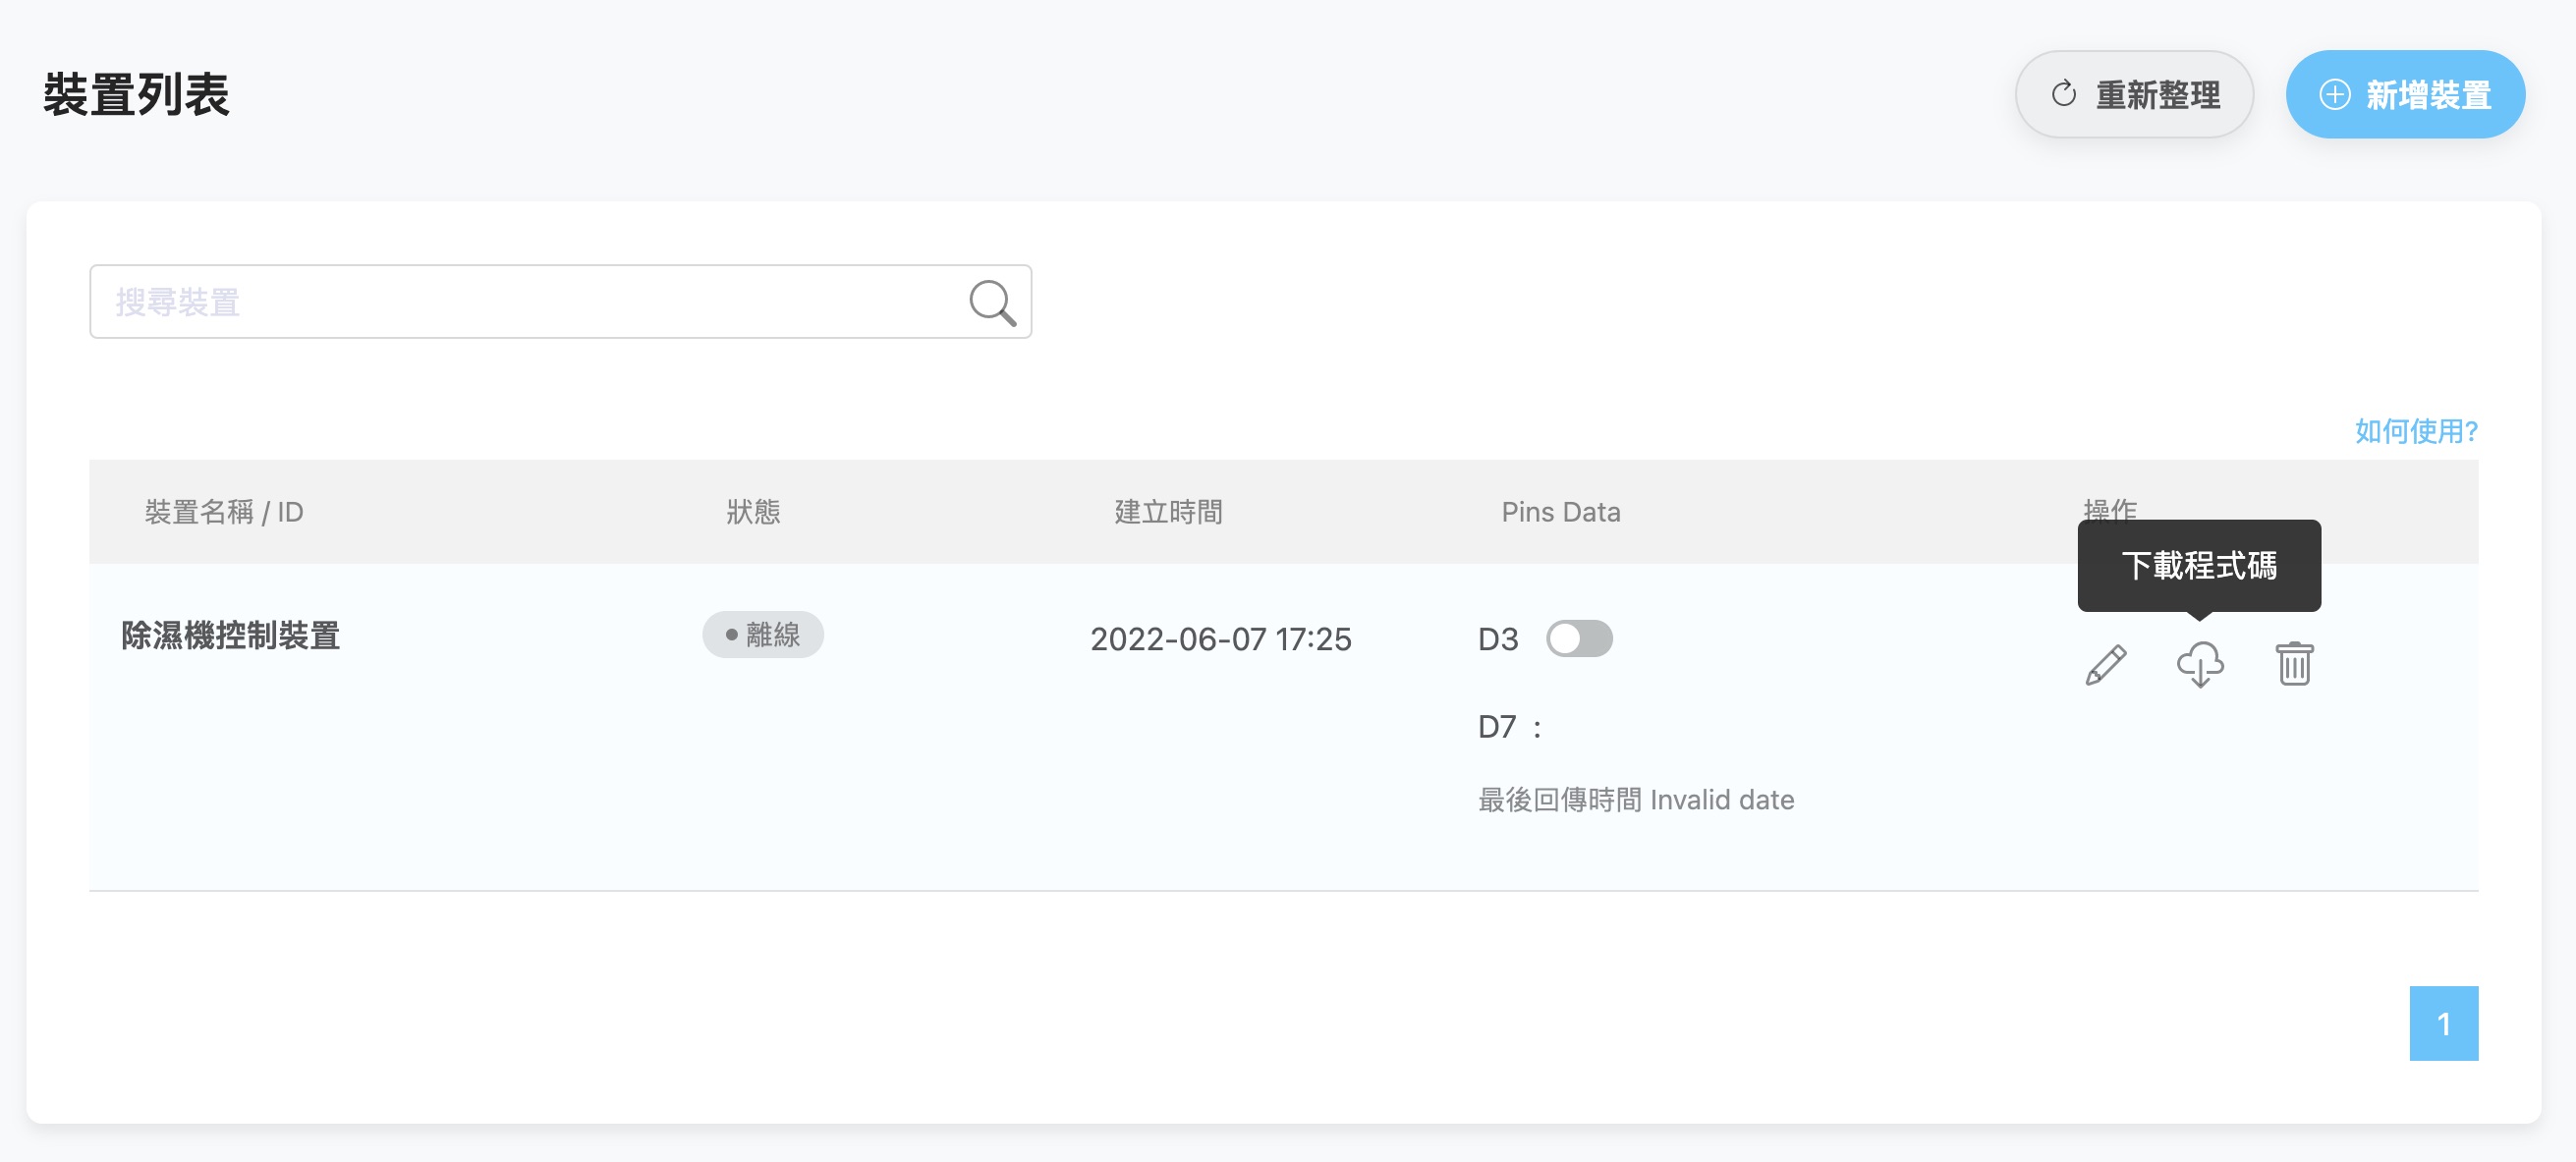 裝置列表
重新整理
新增裝置
搜尋裝置
如何使用?
裝置名稱 / ID
狀態
建立時間
Pins Data
操作
下載程式碼
除濕機控制裝置
離線
2022-06-07 17:25
D3
D7 :
最後回傳時間 Invalid date
1